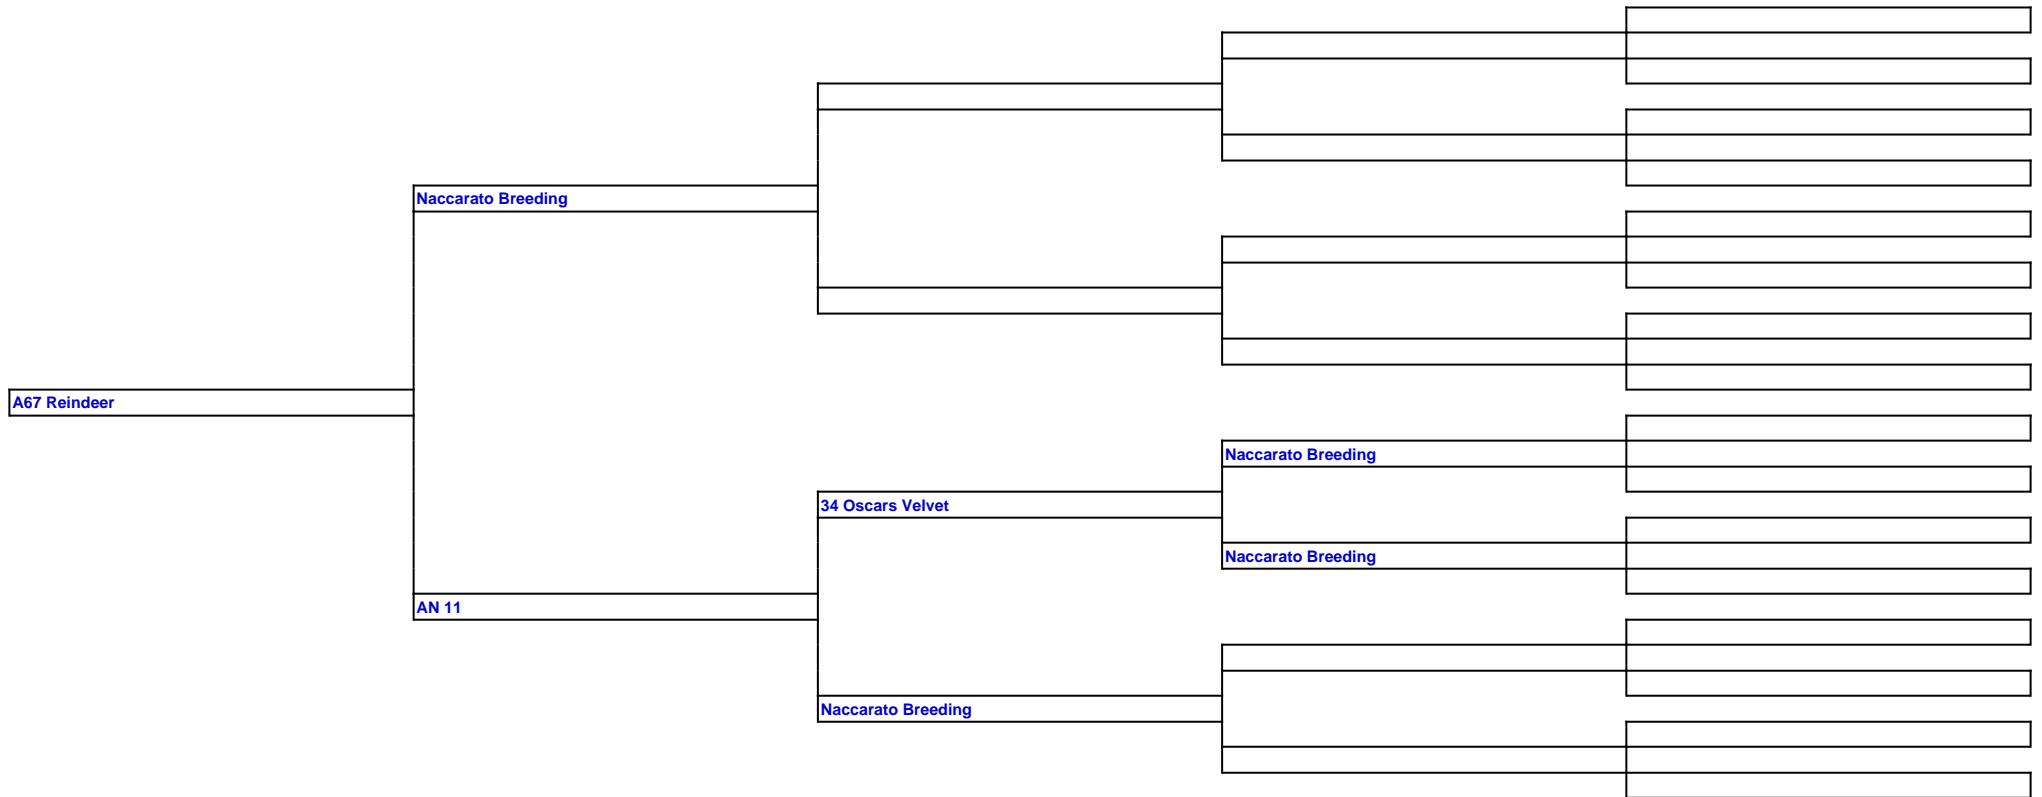 Naccarato Breeding
A67 Reindeer
Naccarato Breeding
34 Oscars Velvet
Naccarato Breeding
AN 11
Naccarato Breeding